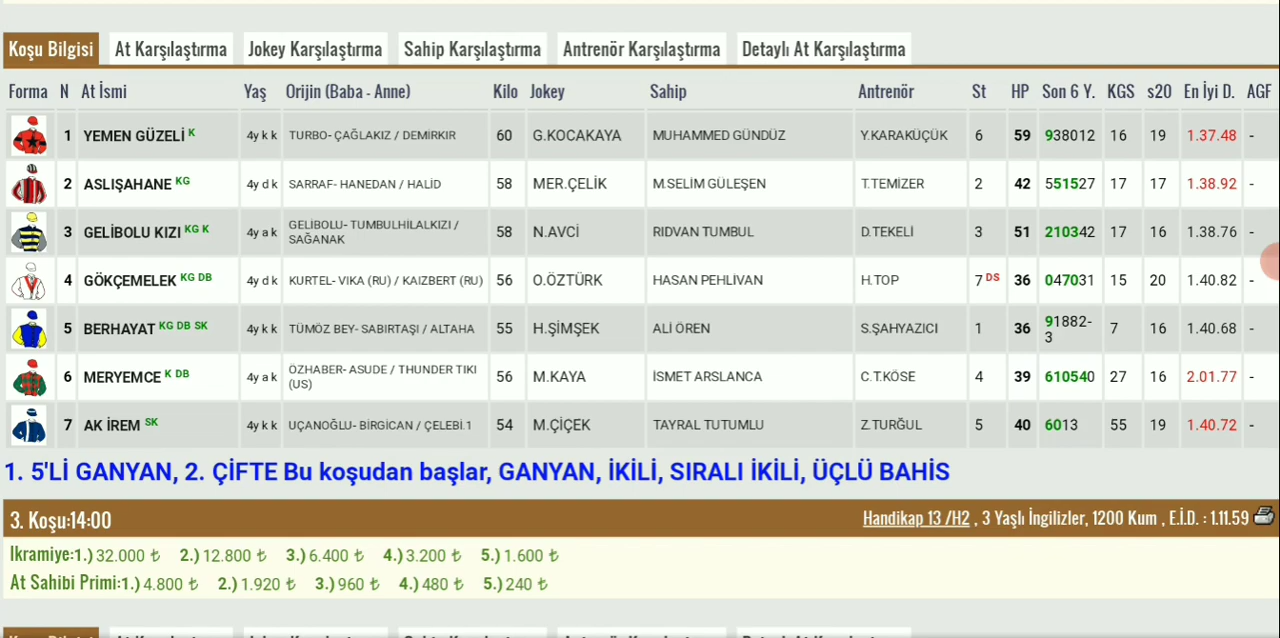 Koşu Bilgisi At Karşılaştırma Jokey Karşılaştırma Sahip Karşılaştırma Antrenör Karşılaştırma Detaylı At Karşılaştırma
Forma N At İsmi Yaş Orijin (Baba - Anne) Kilo Jokey Sahip Antrenör St HP Son 6 Y. KGS s20 En İyi D. AGF
1 YEMEN GÜZELİ K 4y k k TURBO- ÇAĞLAKIZ / DEMİRKIR 60 G.KOCAKAYA MUHAMMED GÜNDÜZ Y.KARAKÜÇÜK 6 59 938012 16 19 1.37.48 -
2 ASLIŞAHANE KG 4y d k SARRAF- HANEDAN / HALİD 58 MER.ÇELİK M.SELİM GÜLEŞEN T.TEMİZER 2 42 551527 17 17 1.38.92 -
3 GELİBOLU KIZI KG K 4y a k GELİBOLU- TUMBULHİLALKIZI / SAĞANAK 58 N.AVCİ RIDVAN TUMBUL D.TEKELİ 3 51 210342 17 16 1.38.76 -
4 GÖKÇEMELEK KG DB 4y d k KURTEL- VIKA (RU) / KAIZBERT (RU) 56 O.ÖZTÜRK HASAN PEHLİVAN H.TOP 7 DS 36 047031 15 20 1.40.82 -
5 BERHAYAT KG DB SK 4y k k TÜMÖZ BEY- SABIRTAŞI / ALTAHA 55 H.ŞİMŞEK ALİ ÖREN S.ŞAHYAZICI 1 36 91882-3 7 16 1.40.68 -
6 MERYEMCE K DB 4y a k ÖZHABER- ASUDE / THUNDER TIKI (US) 56 M.KAYA İSMET ARSLANCA C.T.KÖSE 4 39 610540 27 16 2.01.77 -
7 AK İREM SK 4y k k UÇANOĞLU- BİRGİCAN / ÇELEBİ.1 54 M.ÇİÇEK TAYRAL TUTUMLU Z.TURĞUL 5 40 6013 55 19 1.40.72 -
1. 5'Lİ GANYAN, 2. ÇİFTE Bu koşudan başlar, GANYAN, İKİLİ, SIRALI İKİLİ, ÜÇLÜ BAHİS
3. Koşu:14:00 Handikap 13 /H2 , 3 Yaşlı İngilizler, 1200 Kum , E.İ.D. : 1.11.59
Ikramiye:1.) 32.000 ₺ 2.) 12.800 ₺ 3.) 6.400 ₺ 4.) 3.200 ₺ 5.) 1.600 ₺
At Sahibi Primi:1.) 4.800 ₺ 2.) 1.920 ₺ 3.) 960 ₺ 4.) 480 ₺ 5.) 240 ₺